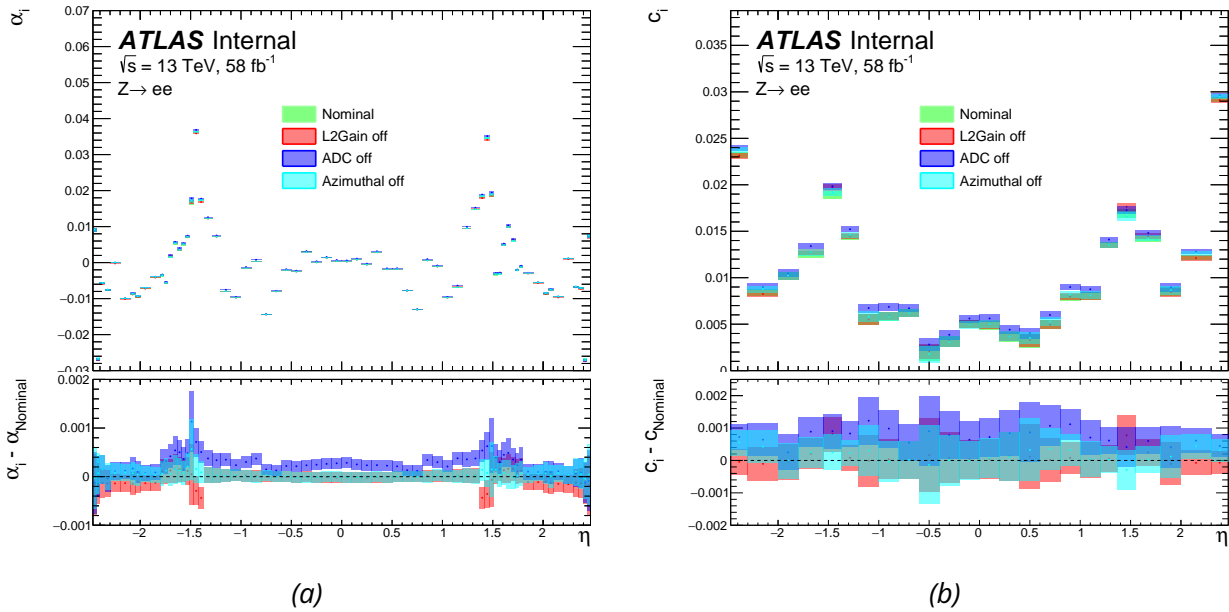 α_i
0.07
0.06
0.05
0.04
0.03
0.02
0.01
0
−0.01
−0.02
−0.03
ATLAS Internal
√s = 13 TeV, 58 fb⁻¹
Z→ ee
Nominal
L2Gain off
ADC off
Azimuthal off
α_i - α_Nominal
0.002
0.001
0
−0.001
−2 −1.5 −1 −0.5 0 0.5 1 1.5 2 η
(a)
c_i
0.035
0.03
0.025
0.02
0.015
0.01
0.005
0
ATLAS Internal
√s = 13 TeV, 58 fb⁻¹
Z→ ee
Nominal
L2Gain off
ADC off
Azimuthal off
c_i - c_Nominal
0.002
0.001
0
−0.001
−0.002
−2 −1.5 −1 −0.5 0 0.5 1 1.5 2 η
(b)